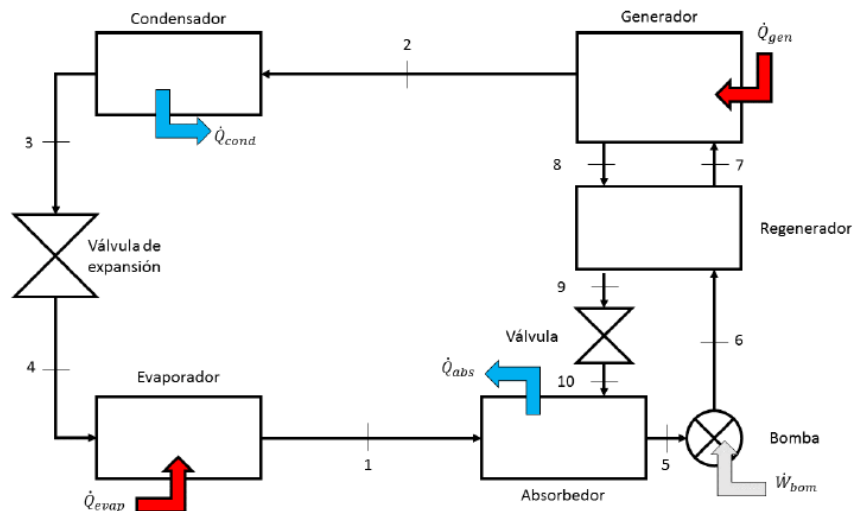 Condensador
2
Generador
Q̇gen
Q̇cond
3
8
7
Válvula de
expansión
Regenerador
9
Válvula
6
4
Evaporador
Q̇abs
10
Bomba
1
5
Absorbedor
Ẇbom
Q̇evap